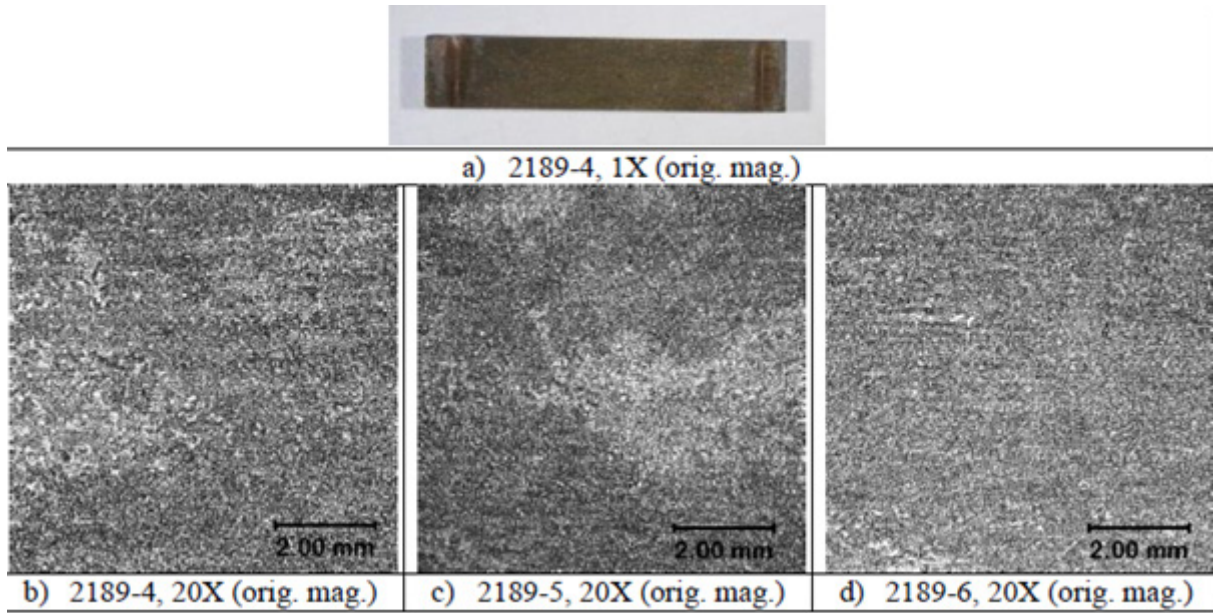 a) 2189-4, 1X (orig. mag.)
2.00 mm
2.00 mm
2.00 mm
b) 2189-4, 20X (orig. mag.)
c) 2189-5, 20X (orig. mag.)
d) 2189-6, 20X (orig. mag.)